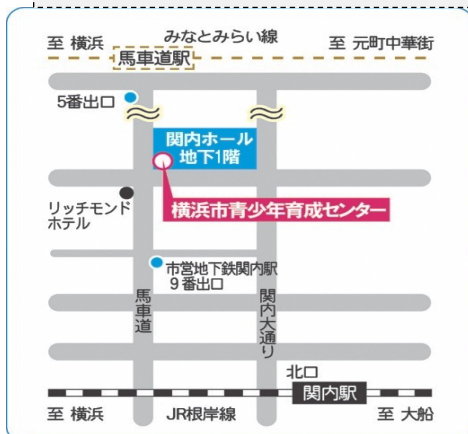 みなとみらい線
至 横浜
至 元町中華街
馬車道駅
5番出口
関内ホール
地下1階
横浜市青少年育成センター
リッチモンド
ホテル
市営地下鉄関内駅
9番出口
馬車道
関内大通り
北口
関内駅
至 横浜
JR根岸線
至 大船